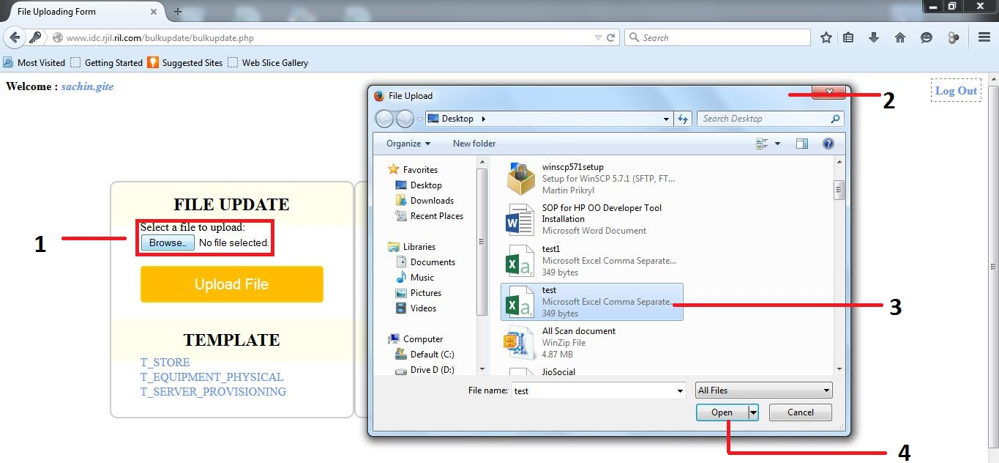 File Uploading Form
www.idc.rjil.ril.com/bulkupdate/bulkupdate.php
Search
Most Visited
Getting Started
Suggested Sites
Web Slice Gallery
Welcome : sachin.gite
Log Out
FILE UPDATE
Select a file to upload:
Browse... No file selected.
Upload File
TEMPLATE
T_STORE
T_EQUIPMENT_PHYSICAL
T_SERVER_PROVISIONING
1
File Upload
2
Desktop
Search Desktop
Organize
New folder
Favorites
Desktop
Downloads
Recent Places
Libraries
Documents
Music
Pictures
Videos
Computer
Default (C:)
Drive D (D:)
winscp571setup
Setup for WinSCP 5.7.1 (SFTP, FT...
Martin Prikryl
SOP for HP OO Developer Tool
Installation
Microsoft Word Document
test1
Microsoft Excel Comma Separate...
349 bytes
test
Microsoft Excel Comma Separate...
349 bytes
3
All Scan document
WinZip File
4.87 MB
JioSocial
File name: test
All Files
Open
Cancel
4